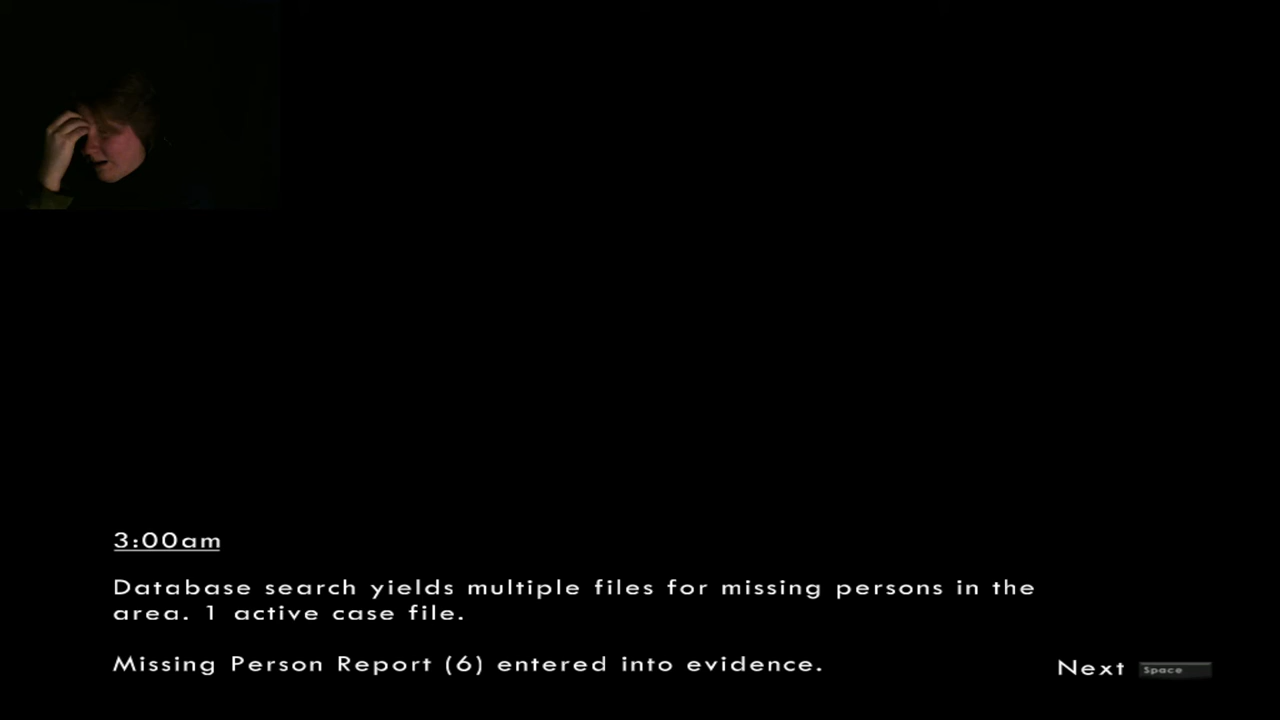 3:00am
Database search yields multiple files for missing persons in the
area. 1 active case file.
Missing Person Report (6) entered into evidence.
Next Space